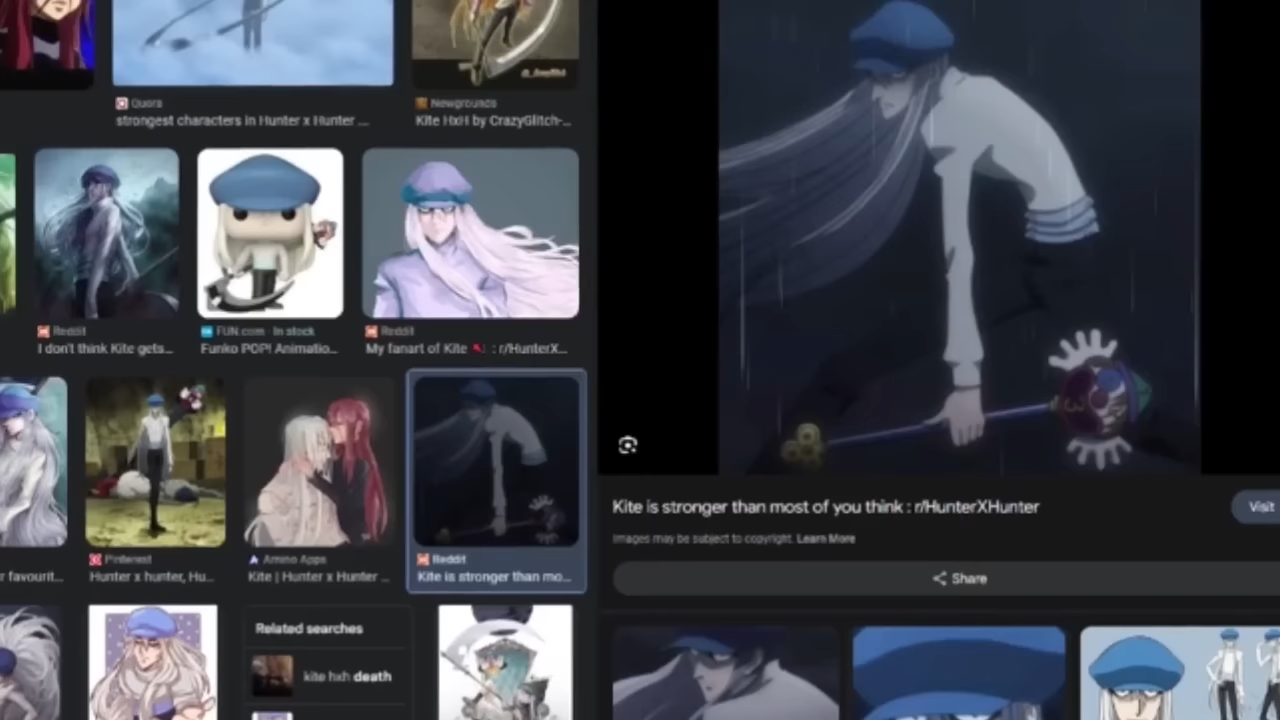 Quora
strongest characters in Hunter x Hunter ...
Newgrounds
Kite HxH by CrazyGlitch-...
Reddit
I don't think Kite gets...
FUN.com · In stock
Funko POP! Animatio...
Reddit
My fanart of Kite : r/HunterX...
r favourit...
Pinterest
Hunter x hunter, Hu...
Amino Apps
Kite | Hunter x Hunter ...
Reddit
Kite is stronger than mo...
Related searches
kite hxh death
Kite is stronger than most of you think : r/HunterXHunter
Visit
Images may be subject to copyright. Learn More
Share